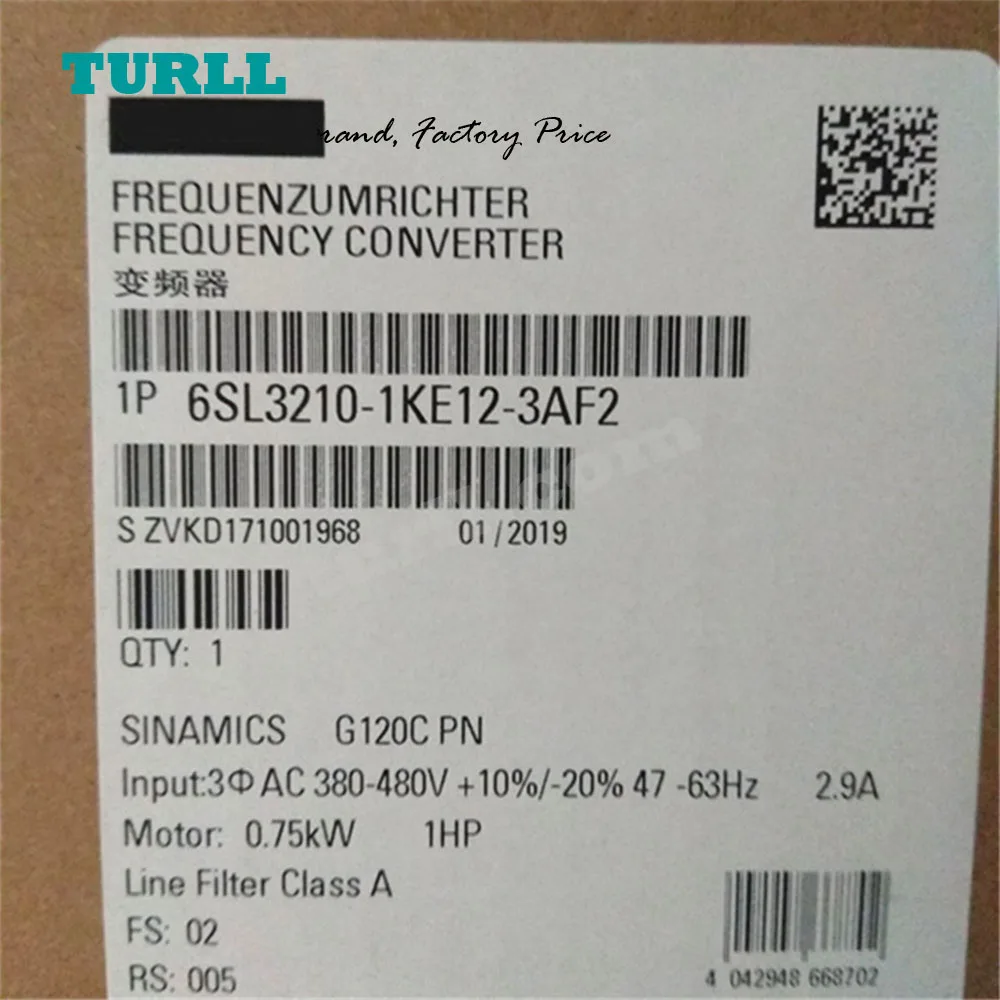 TURLL
rand, Factory Price
FREQUENZUMRICHTER
FREQUENCY CONVERTER
变频器
1P 6SL3210-1KE12-3AF2
S ZVKD171001968 01/2019
QTY: 1
SINAMICS G120C PN
Input:3Φ AC 380-480V +10%/-20% 47 -63Hz 2.9A
Motor: 0.75kW 1HP
Line Filter Class A
FS: 02
RS: 005
4 042948 668702